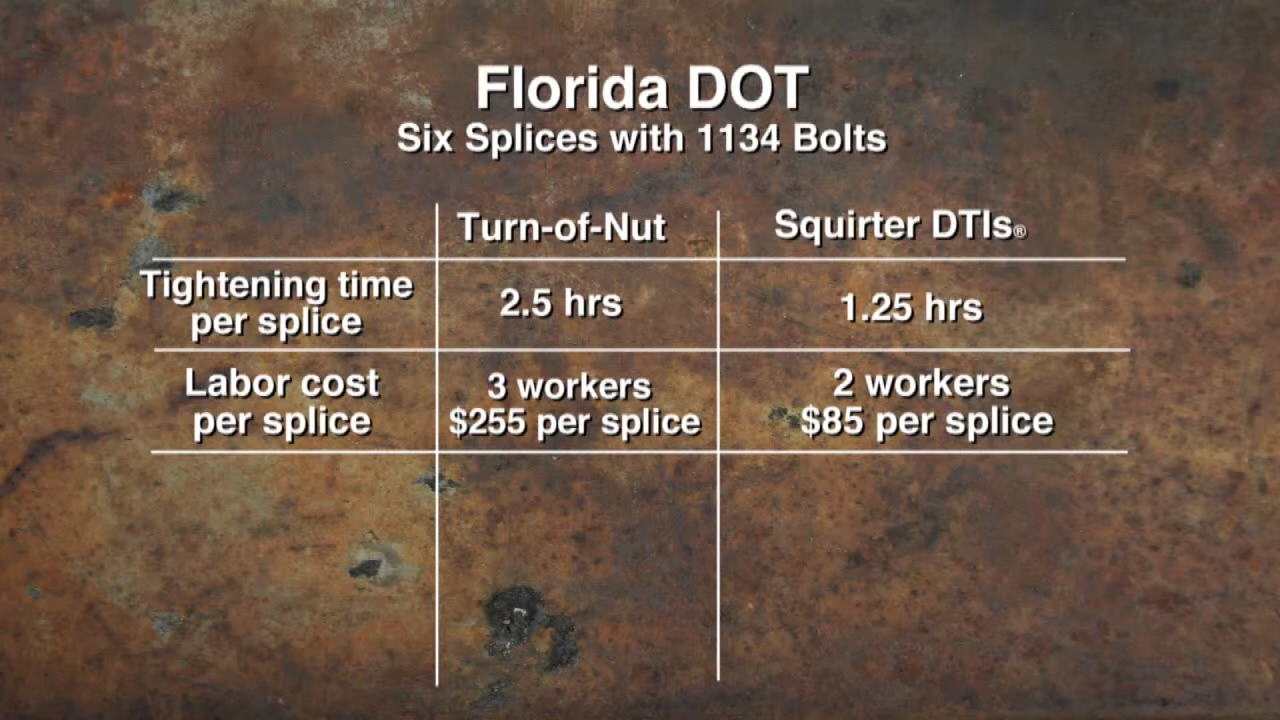 Florida DOT
Six Splices with 1134 Bolts
Turn-of-Nut
Squirter DTIs®
Tightening time
per splice
2.5 hrs
1.25 hrs
Labor cost
per splice
3 workers
$255 per splice
2 workers
$85 per splice